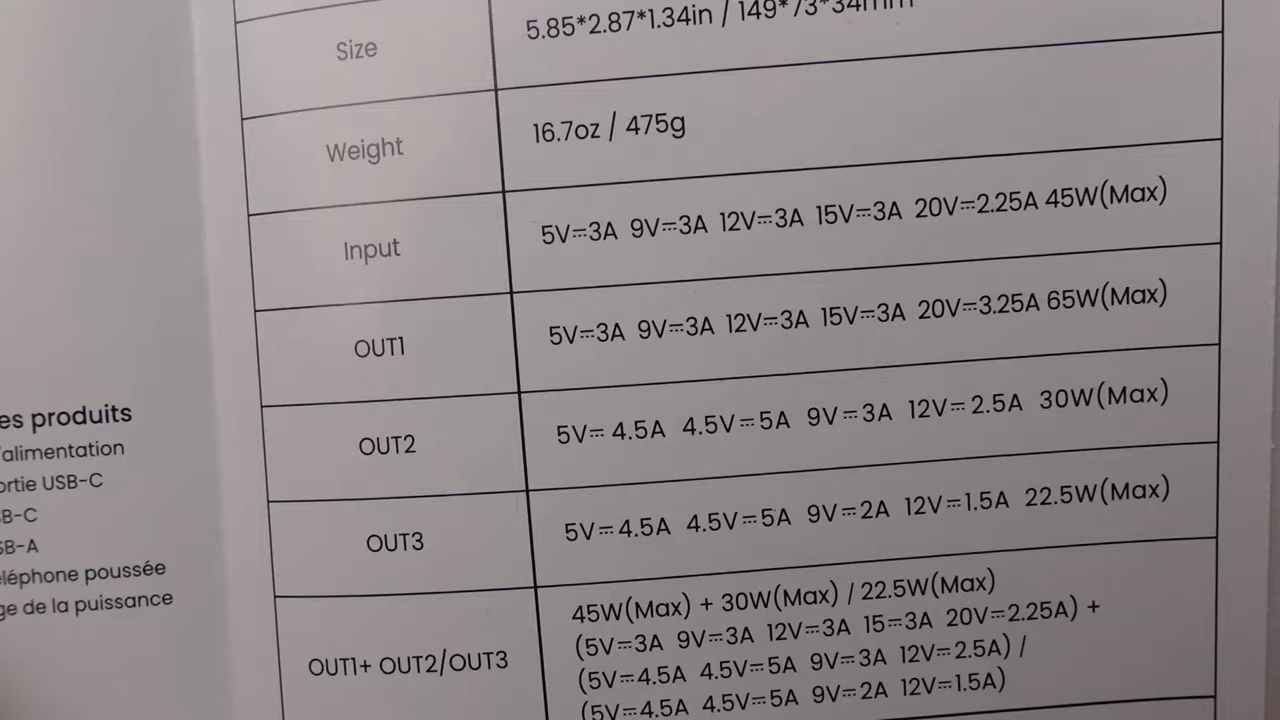 es produits
'alimentation
ortie USB-C
B-C
SB-A
éléphone poussée
ge de la puissance
Size
5.85*2.87*1.34in / 149*73*34mm
Weight
16.7oz / 475g
Input
5V⎓3A 9V⎓3A 12V⎓3A 15V⎓3A 20V⎓2.25A 45W(Max)
OUT1
5V⎓3A 9V⎓3A 12V⎓3A 15V⎓3A 20V⎓3.25A 65W(Max)
OUT2
5V⎓ 4.5A 4.5V⎓5A 9V⎓3A 12V⎓2.5A 30W(Max)
OUT3
5V⎓4.5A 4.5V⎓5A 9V⎓2A 12V⎓1.5A 22.5W(Max)
OUT1+ OUT2/OUT3
45W(Max) + 30W(Max) / 22.5W(Max)
(5V⎓3A 9V⎓3A 12V⎓3A 15⎓3A 20V⎓2.25A) +
(5V⎓4.5A 4.5V⎓5A 9V⎓3A 12V⎓2.5A) /
(5V⎓4.5A 4.5V⎓5A 9V⎓2A 12V⎓1.5A)